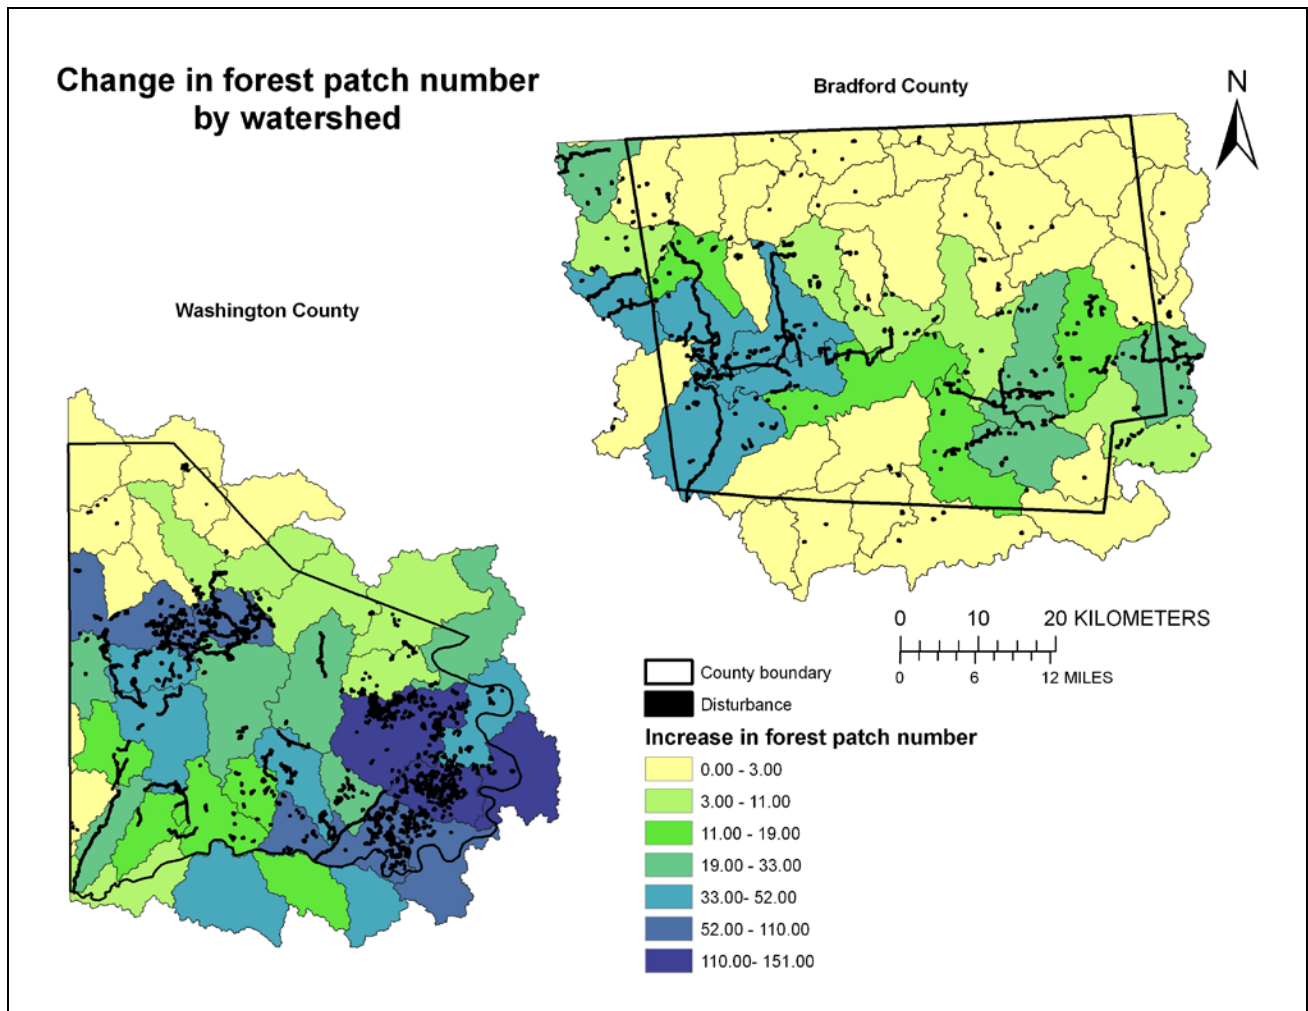 Change in forest patch number
by watershed
Bradford County
N
Washington County
0 10 20 KILOMETERS
0 6 12 MILES
County boundary
Disturbance
Increase in forest patch number
0.00 - 3.00
3.00 - 11.00
11.00 - 19.00
19.00 - 33.00
33.00- 52.00
52.00 - 110.00
110.00- 151.00